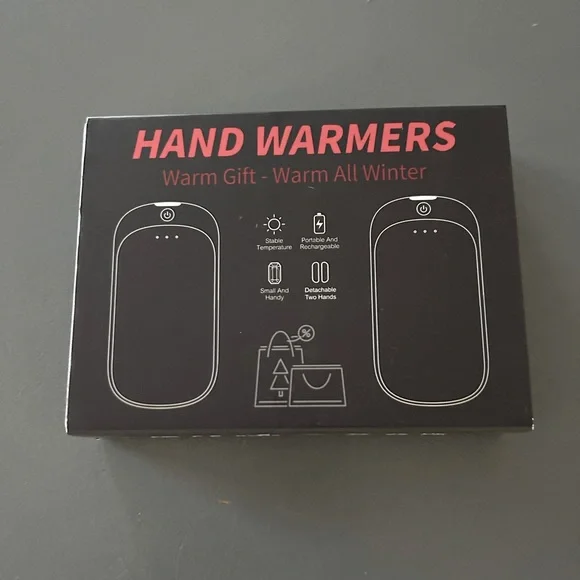 HAND WARMERS
Warm Gift - Warm All Winter
Stable
Temperature
Portable And
Rechargeable
Small And
Handy
Detachable
Two Hands
%